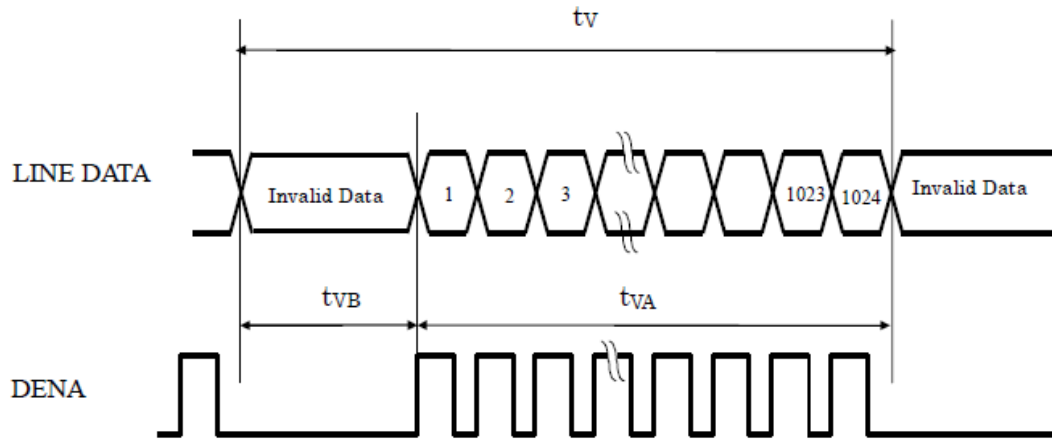 tV
LINE DATA
Invalid Data 1 2 3 1023 1024 Invalid Data
tVB tVA
DENA